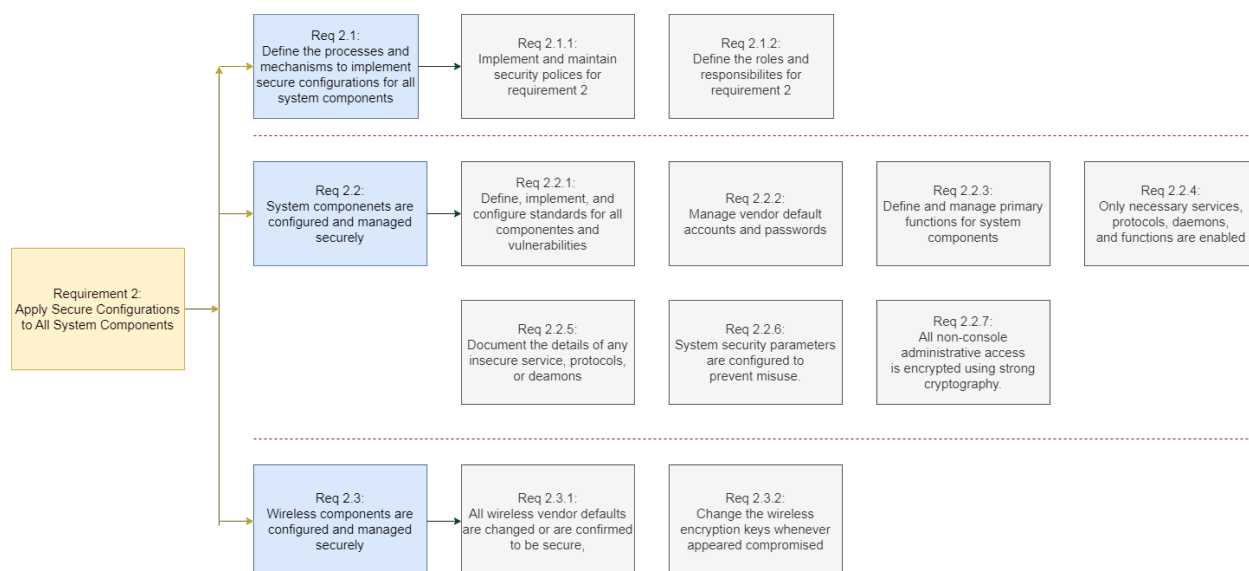 Req 2.1:
Define the processes and
mechanisms to implement
secure configurations for all
system components
Req 2.1.1:
Implement and maintain
security polices for
requirement 2
Req 2.1.2:
Define the roles and
responsibilites for
requirement 2
Req 2.2:
System componenets are
configured and managed
securely
Req 2.2.1:
Define, implement, and
configure standards for all
componentes and
vulnerabilities
Req 2.2.2:
Manage vendor default
accounts and passwords
Req 2.2.3:
Define and manage primary
functions for system
components
Req 2.2.4:
Only necessary services,
protocols, daemons,
and functions are enabled
Requirement 2:
Apply Secure Configurations
to All System Components
Req 2.2.5:
Document the details of any
insecure service, protocols,
or deamons
Req 2.2.6:
System security parameters
are configured to
prevent misuse.
Req 2.2.7:
All non-console
administrative access
is encrypted using strong
cryptography.
Req 2.3:
Wireless components are
configured and managed
securely
Req 2.3.1:
All wireless vendor defaults
are changed or are confirmed
to be secure,
Req 2.3.2:
Change the wireless
encryption keys whenever
appeared compromised